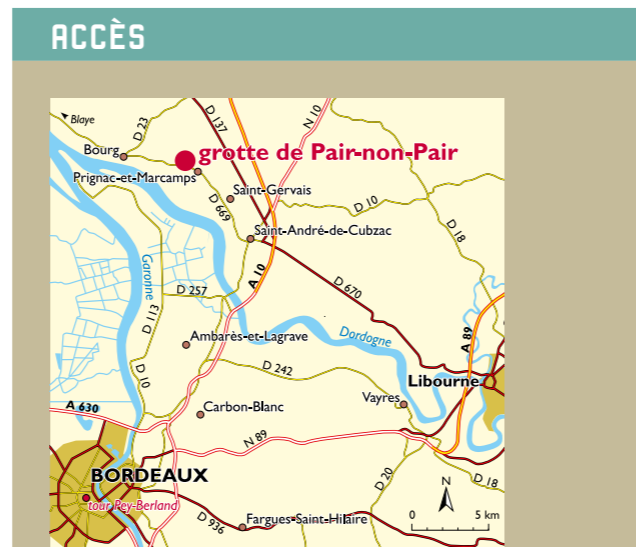 ACCÈS
Blaye
D 23
D 137
N 10
Bourg
grotte de Pair-non-Pair
Prignac-et-Marcamps
Saint-Gervais
D 669
D 10
D 18
Saint-André-de-Cubzac
Garonne
A 10
D 257
D 670
D 113
Dordogne
A 89
Ambarès-et-Lagrave
D 242
D 10
Libourne
Vayres
A 630
Carbon-Blanc
N 89
BORDEAUX
tour Pey-Berland
D 20
N
D 18
D 936
Fargues-Saint-Hilaire
0
5 km